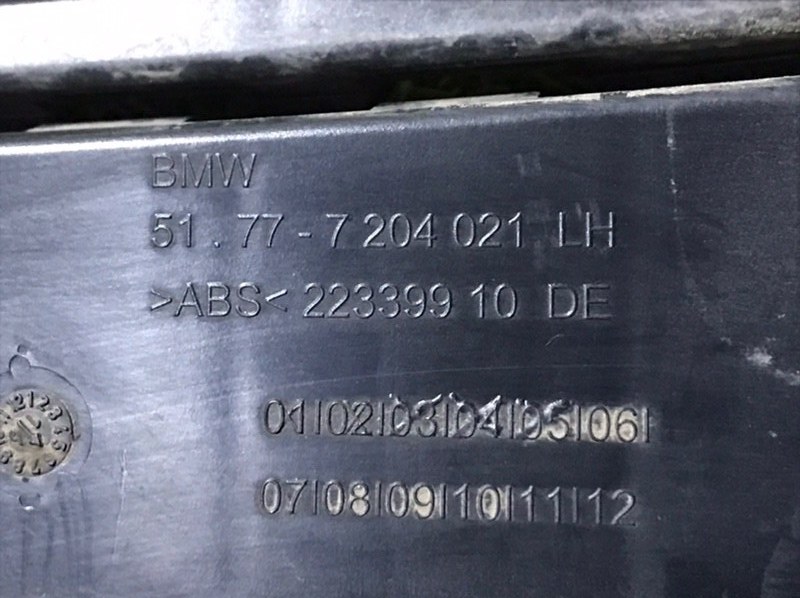 BMW
51.77-7 204 021 LH
>ABS< 223399 10 DE
01|02|03|04|05|06|
07|08|09|10|11|12